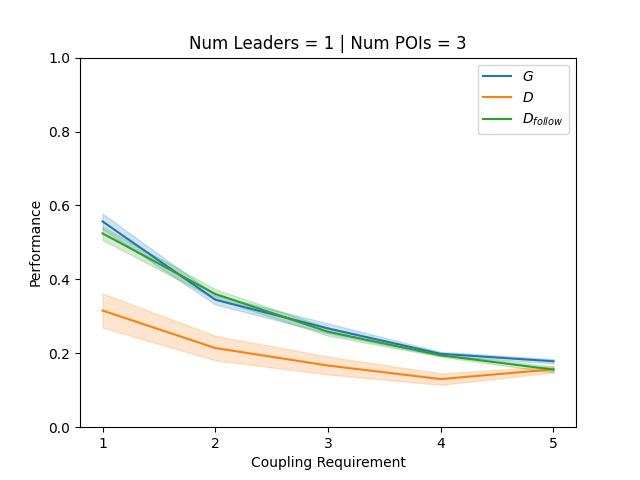 Num Leaders = 1 | Num POIs = 3
G
D
D_follow
Performance
1.0
0.8
0.6
0.4
0.2
0.0
1 2 3 4 5
Coupling Requirement